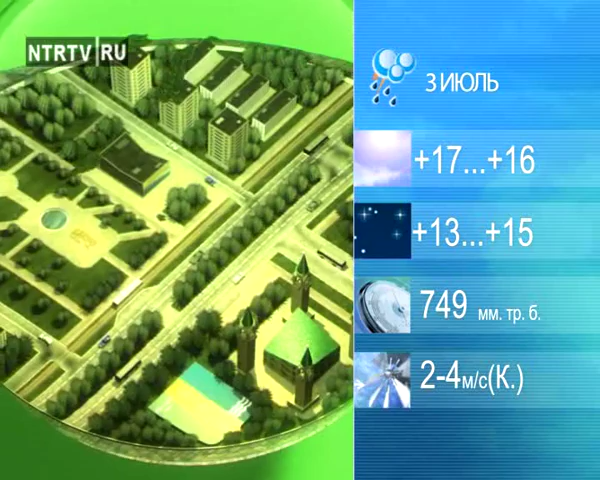 NTRTV|RU
3 ИЮЛЬ
+17...+16
+13...+15
749 мм. тр. б.
2-4м/с(К.)